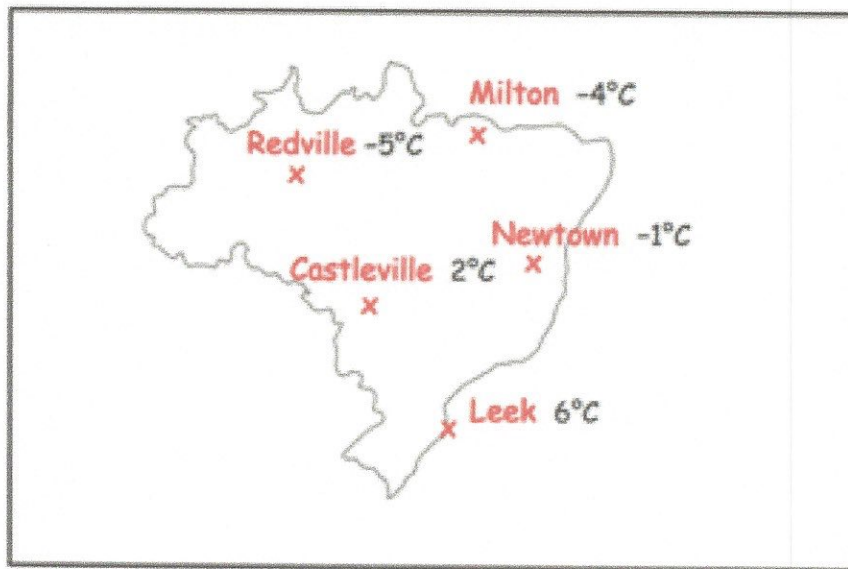 Milton -4°C
Redville -5°C
x
x
Newtown -1°C
x
Castleville 2°C
x
Leek 6°C
x